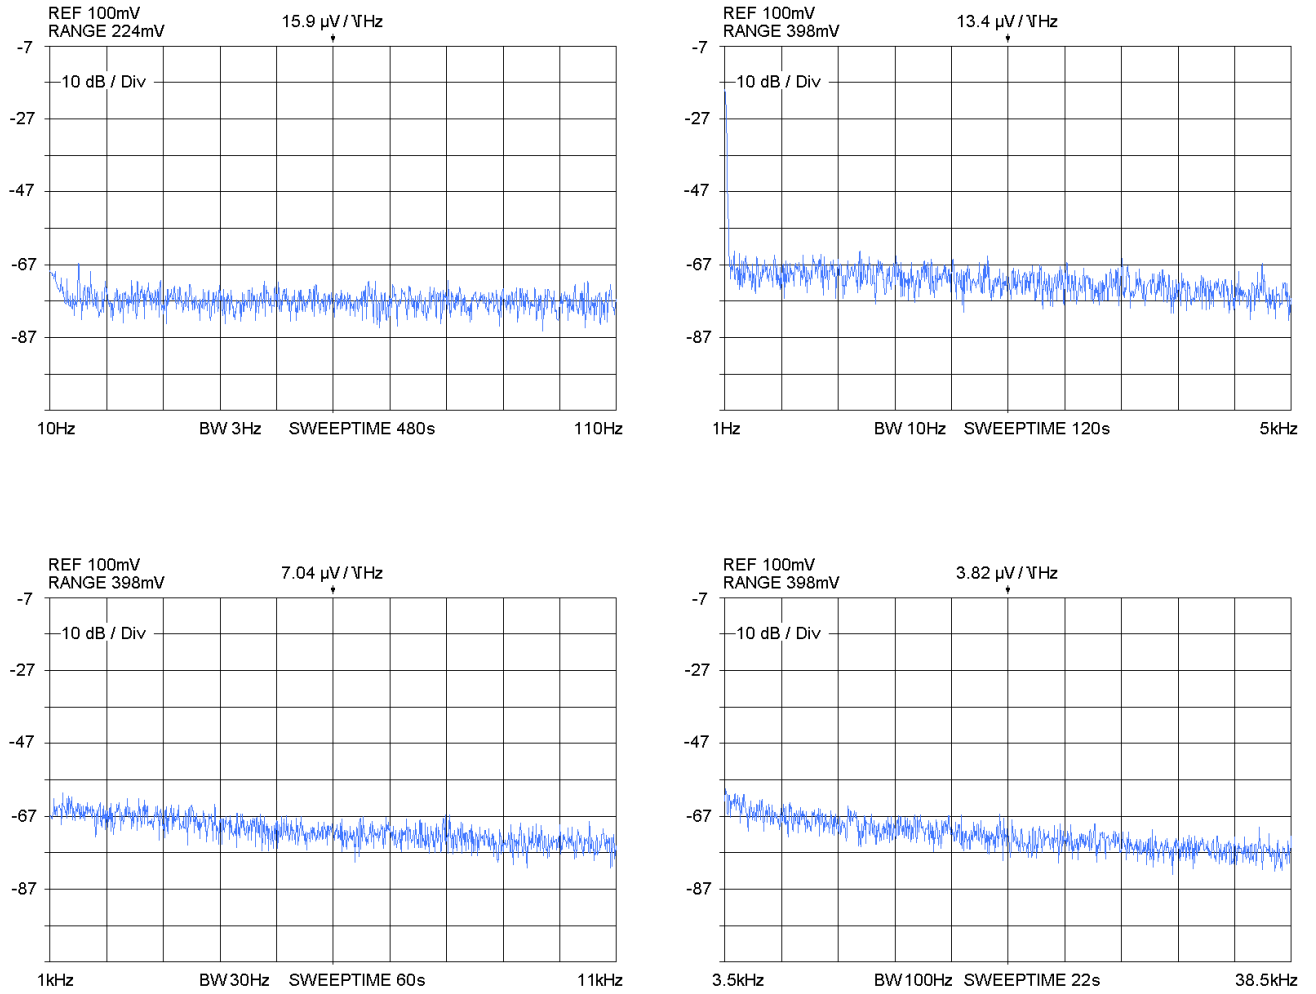 REF 100mV
RANGE 224mV
15.9 µV / √Hz
-7
10 dB / Div
-27
-47
-67
-87
10Hz BW 3Hz SWEEPTIME 480s 110Hz
REF 100mV
RANGE 398mV
13.4 µV / √Hz
-7
10 dB / Div
-27
-47
-67
-87
1Hz BW 10Hz SWEEPTIME 120s 5kHz
REF 100mV
RANGE 398mV
7.04 µV / √Hz
-7
10 dB / Div
-27
-47
-67
-87
1kHz BW 30Hz SWEEPTIME 60s 11kHz
REF 100mV
RANGE 398mV
3.82 µV / √Hz
-7
10 dB / Div
-27
-47
-67
-87
3.5kHz BW 100Hz SWEEPTIME 22s 38.5kHz